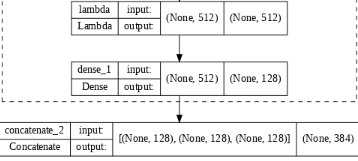 lambda input: (None, 512) (None, 512)
Lambda output:
dense_1 input: (None, 512) (None, 128)
Dense output:
concatenate_2 input: [(None, 128), (None, 128), (None, 128)] (None, 384)
Concatenate output: